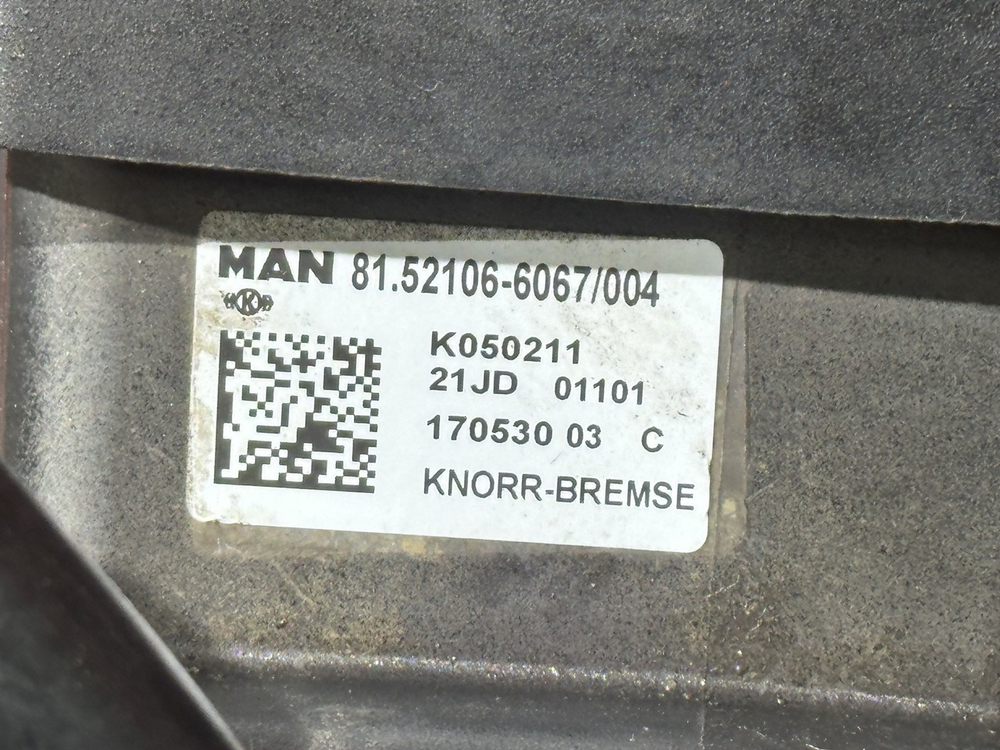 MAN 81.52106-6067/004
K
K050211
21JD 01101
170530 03 C
KNORR-BREMSE